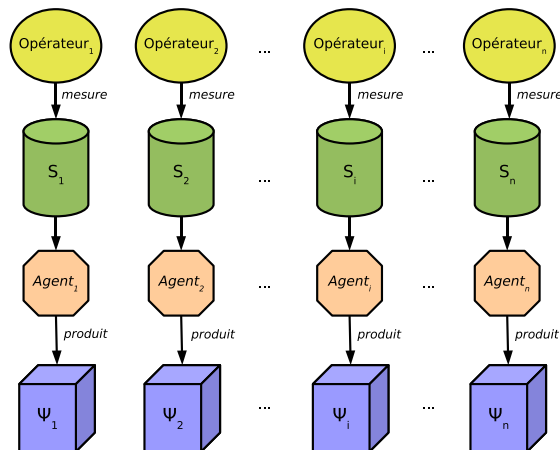 Opérateur₁ Opérateur₂ ... Opérateurᵢ ... Opérateurₙ
mesure mesure mesure mesure
S₁ S₂ ... Sᵢ ... Sₙ
Agent₁ Agent₂ ... Agentᵢ ... Agentₙ
produit produit produit produit
Ψ₁ Ψ₂ ... Ψᵢ ... Ψₙ